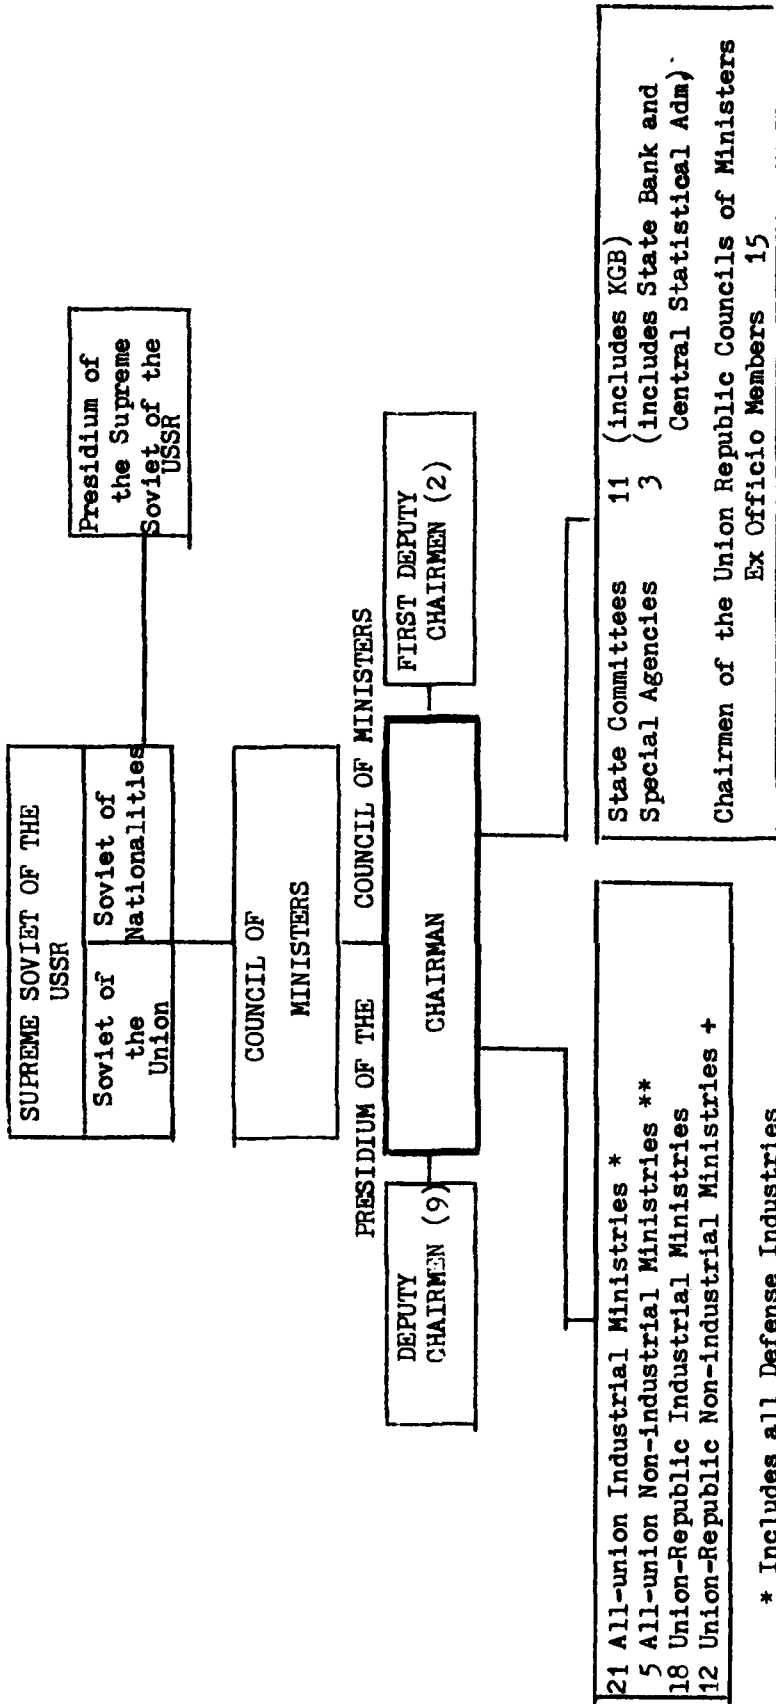 SUPREME SOVIET OF THE
USSR
Soviet of
the
Union
Soviet of
Nationalities
Presidium of
the Supreme
Soviet of the
USSR
COUNCIL OF
MINISTERS
PRESIDIUM OF THE COUNCIL OF MINISTERS
DEPUTY
CHAIRMEN (9)
CHAIRMAN
FIRST DEPUTY
CHAIRMEN (2)
21 All-union Industrial Ministries *
5 All-union Non-industrial Ministries **
18 Union-Republic Industrial Ministries
12 Union-Republic Non-industrial Ministries +
State Committees 11 (includes KGB)
Special Agencies 3 (includes State Bank and
Central Statistical Adm)
Chairmen of the Union Republic Councils of Ministers
Ex Officio Members 15
* Includes all Defense Industries